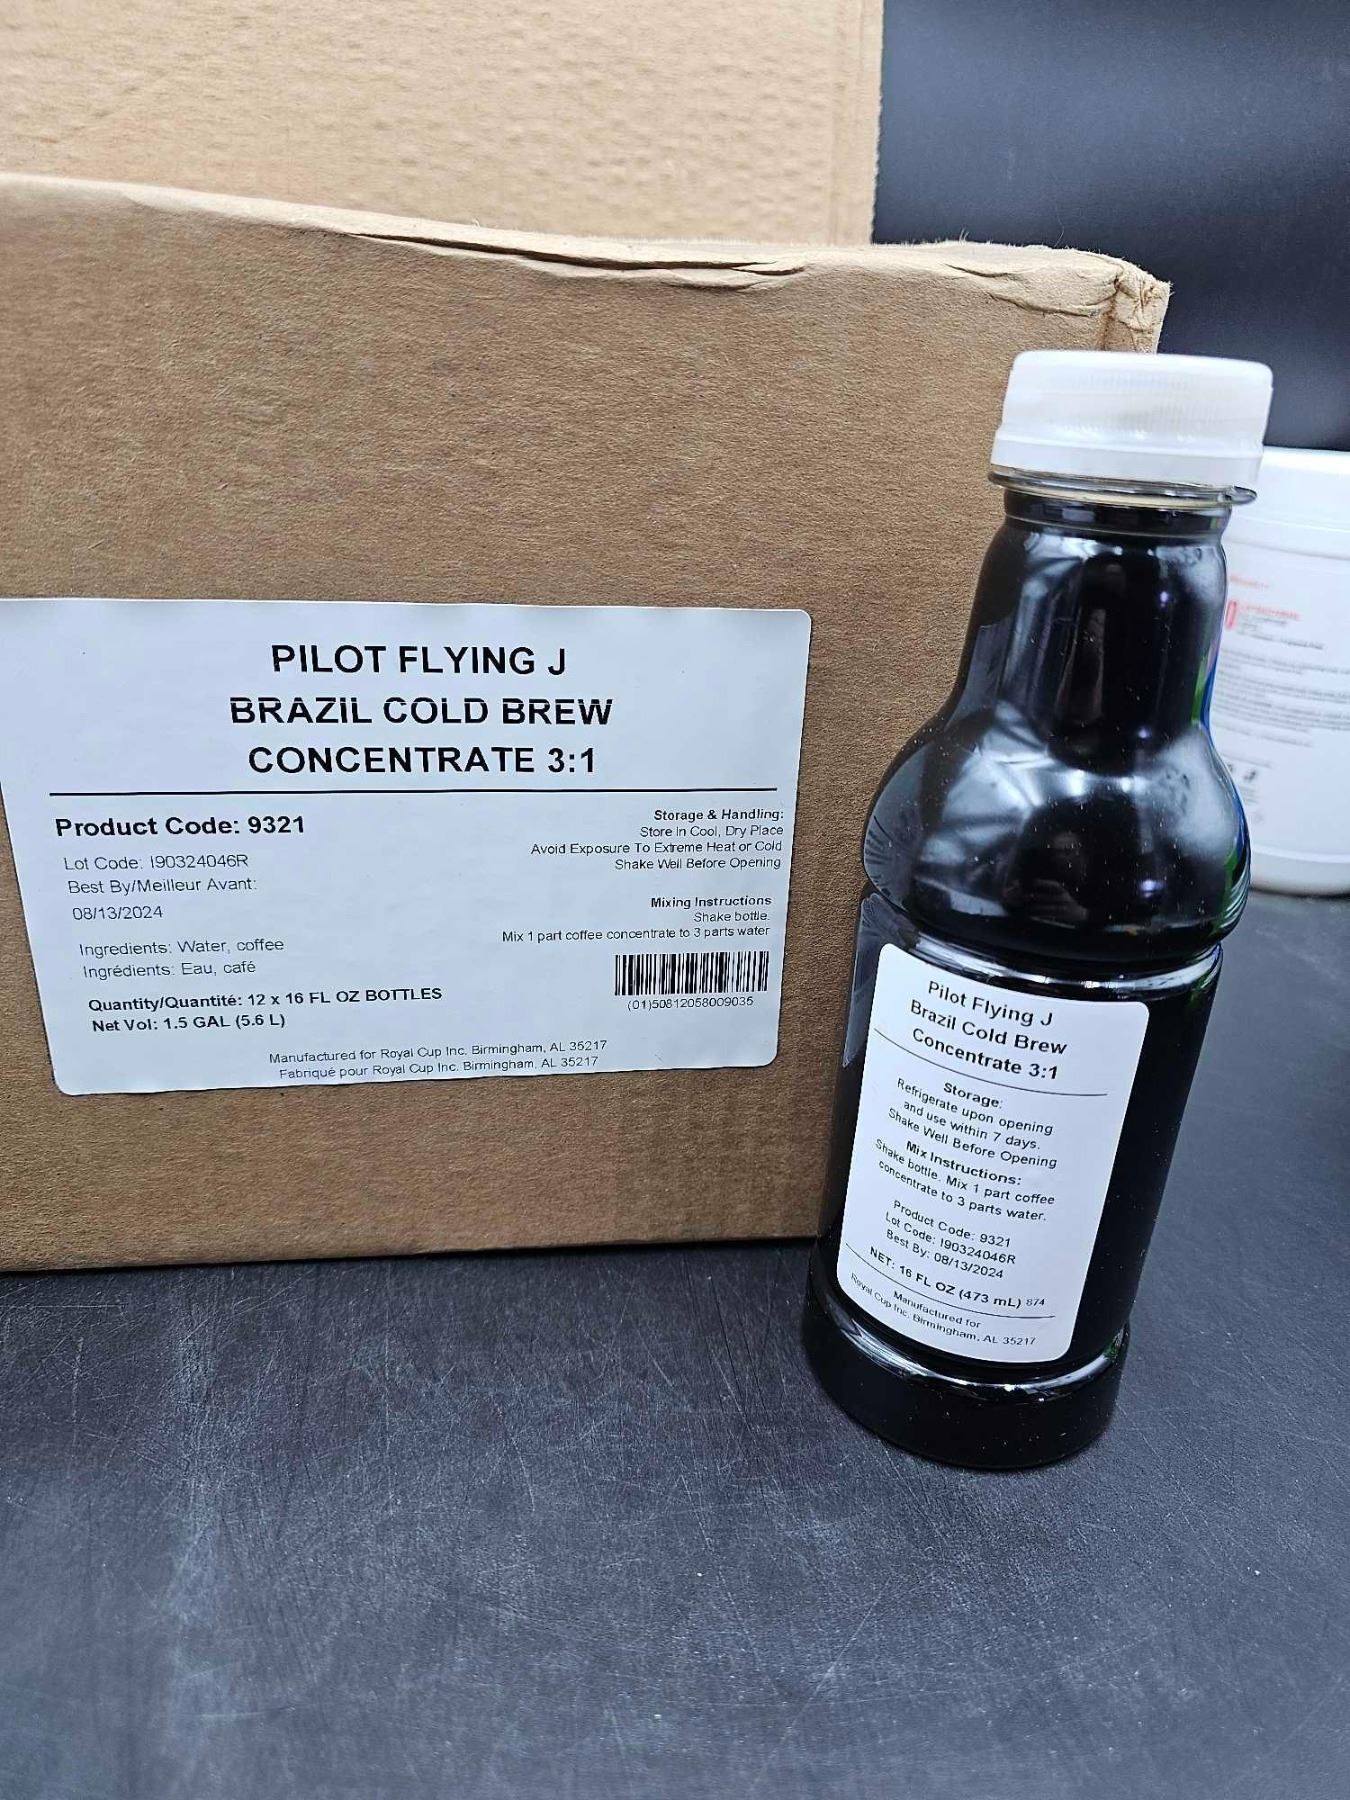 PILOT FLYING J
BRAZIL COLD BREW
CONCENTRATE 3:1
Product Code: 9321
Lot Code: I90324046R
Best By/Meilleur Avant:
08/13/2024
Ingredients: Water, coffee
Ingrédients: Eau, café
Quantity/Quantité: 12 x 16 FL OZ BOTTLES
Net Vol: 1.5 GAL (5.6 L)
Storage & Handling:
Store In Cool, Dry Place
Avoid Exposure To Extreme Heat or Cold
Shake Well Before Opening
Mixing Instructions
Shake bottle.
Mix 1 part coffee concentrate to 3 parts water
(01)50812058009035
Manufactured for Royal Cup Inc. Birmingham, AL 35217
Fabriqué pour Royal Cup Inc. Birmingham, AL 35217
Pilot Flying J
Brazil Cold Brew
Concentrate 3:1
Storage:
Refrigerate upon opening
and use within 7 days.
Shake Well Before Opening
Mix Instructions:
Shake bottle. Mix 1 part coffee
concentrate to 3 parts water.
Product Code: 9321
Lot Code: I90324046R
Best By: 08/13/2024
NET: 16 FL OZ (473 mL) 874
Manufactured for
Royal Cup Inc. Birmingham, AL 35217